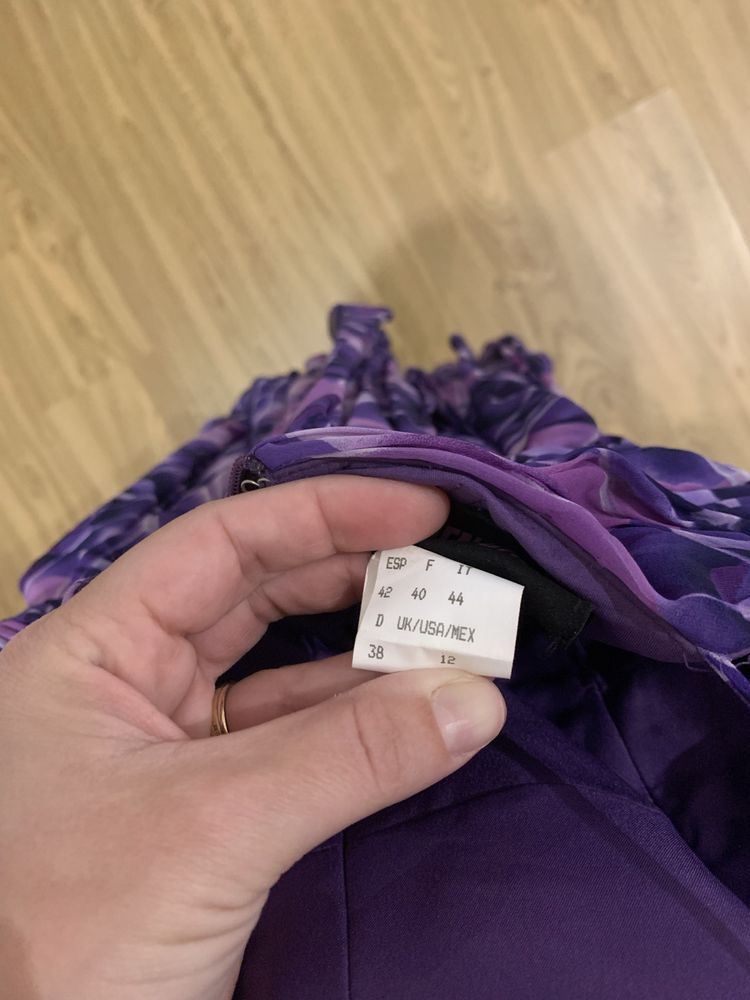 ESP F IT
42 40 44
D UK/USA/MEX
38 12